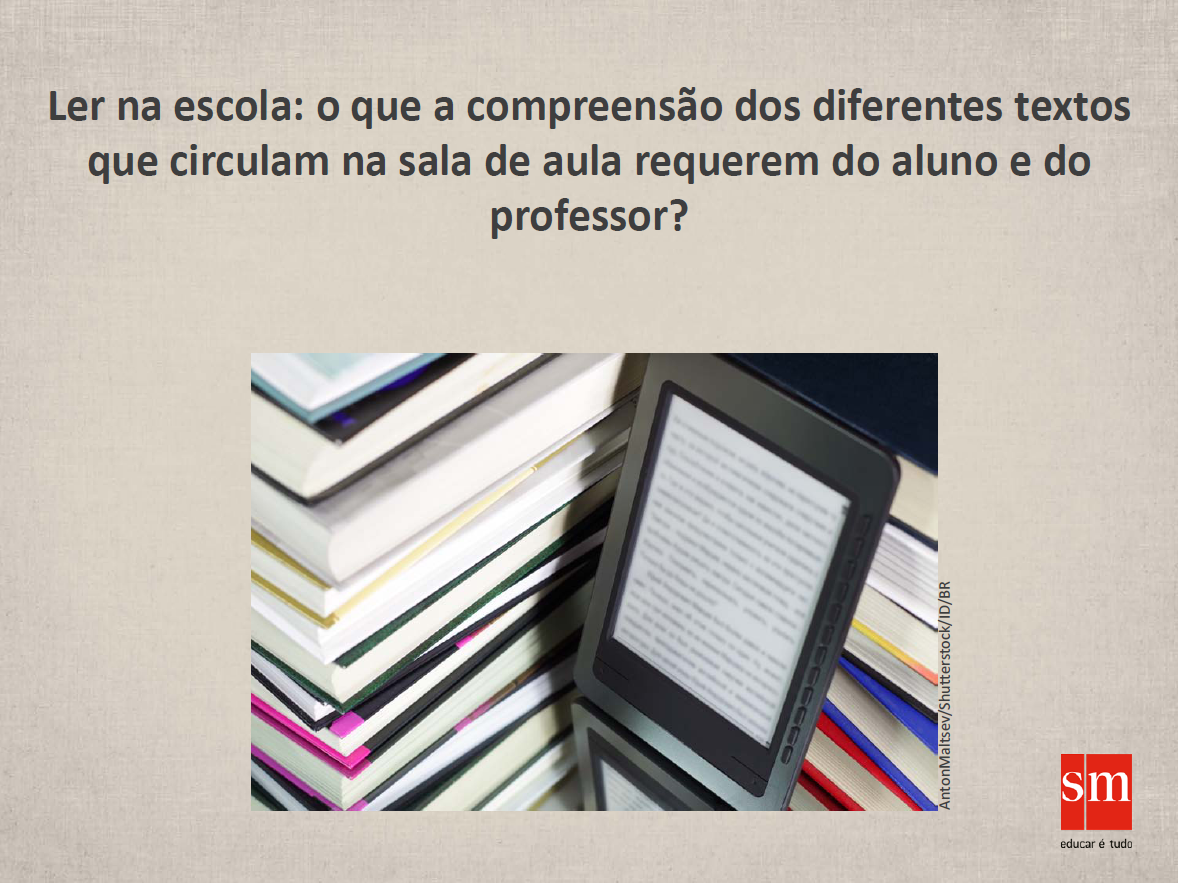 Ler na escola: o que a compreensão dos diferentes textos
que circulam na sala de aula requerem do aluno e do
professor?
AntonMaltsev/Shutterstock/ID/BR
sm
educar é tudo